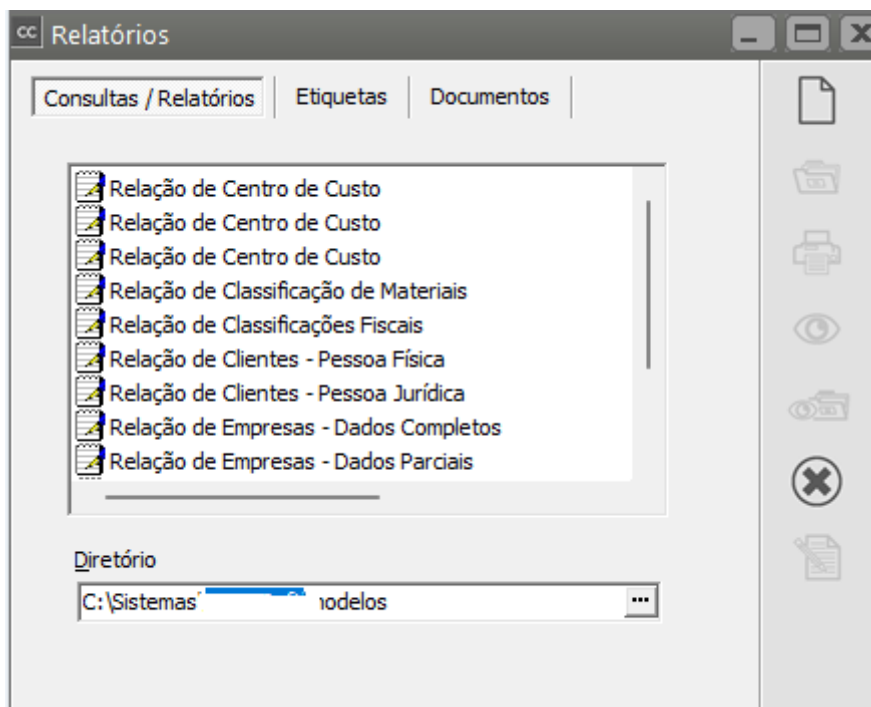 cc Relatórios
Consultas / Relatórios Etiquetas Documentos
Relação de Centro de Custo
Relação de Centro de Custo
Relação de Centro de Custo
Relação de Classificação de Materiais
Relação de Classificações Fiscais
Relação de Clientes - Pessoa Física
Relação de Clientes - Pessoa Jurídica
Relação de Empresas - Dados Completos
Relação de Empresas - Dados Parciais
Diretório
C:\Sistemas
...